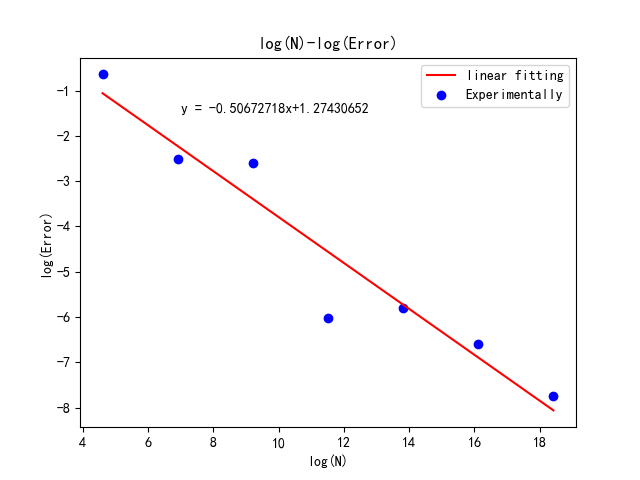 log(N)-log(Error)
linear fitting
Experimentally
y = -0.50672718x+1.27430652
log(Error)
-1
-2
-3
-4
-5
-6
-7
-8
4 6 8 10 12 14 16 18
log(N)